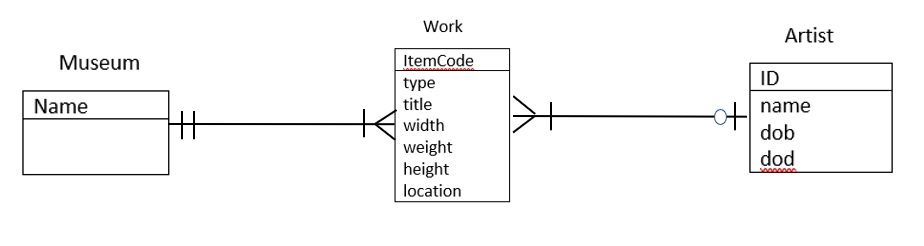 Museum
Name
Work
ItemCode
type
title
width
weight
height
location
Artist
ID
name
dob
dod